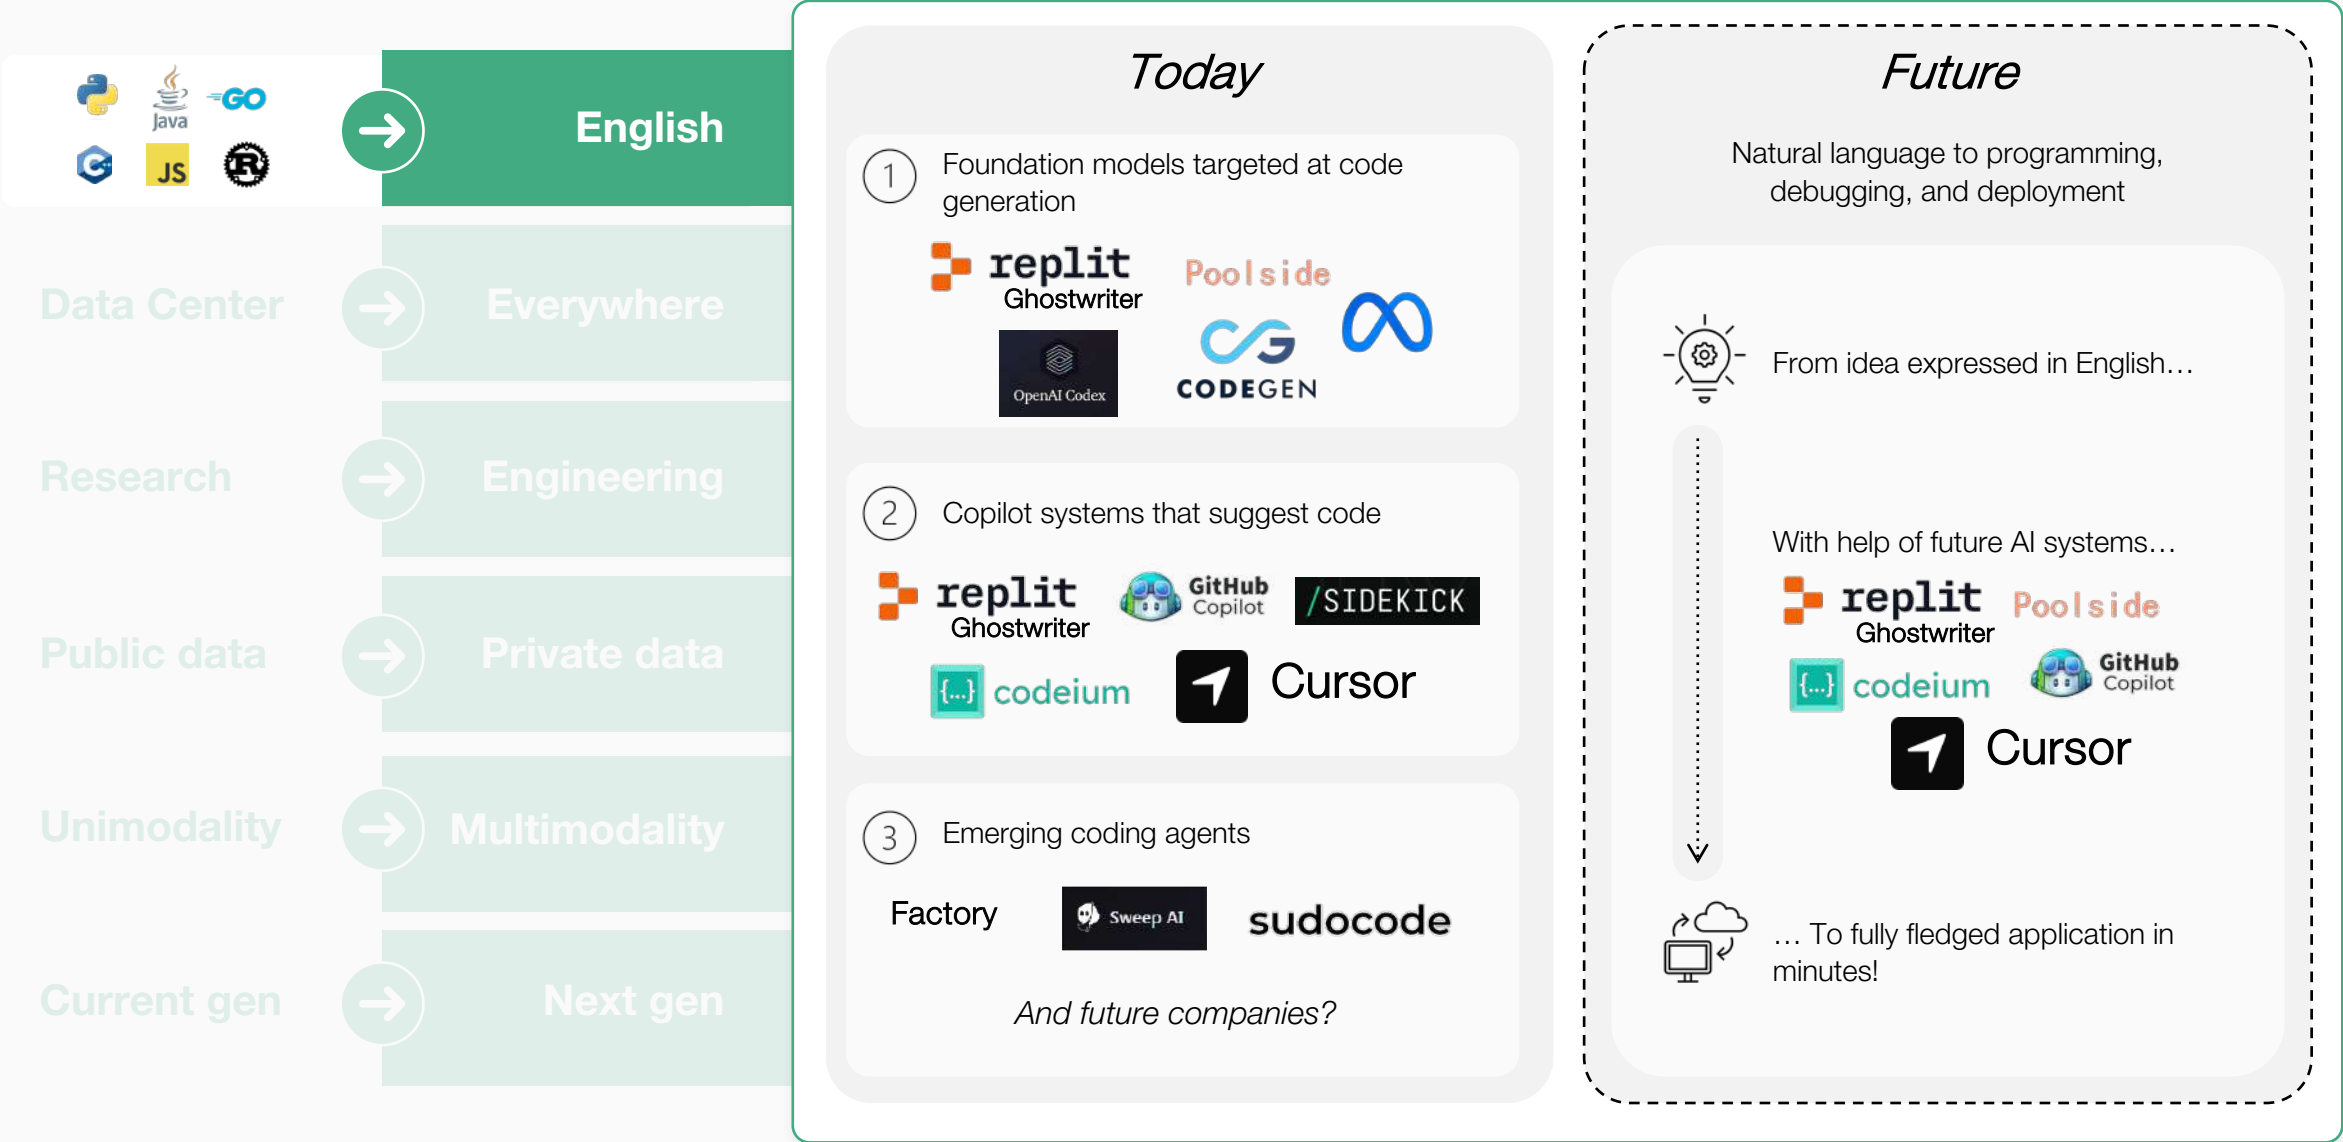 Java
GO
C
JS
R
English
Data Center
Everywhere
Research
Engineering
Public data
Private data
Unimodality
Multimodality
Current gen
Next gen
Today
1
Foundation models targeted at code
generation
replit
Ghostwriter
Poolside
OpenAI Codex
CODEGEN
2
Copilot systems that suggest code
replit
Ghostwriter
GitHub
Copilot
/SIDEKICK
{...} codeium
Cursor
3
Emerging coding agents
Factory
Sweep AI
sudocode
And future companies?
Future
Natural language to programming,
debugging, and deployment
From idea expressed in English…
With help of future AI systems…
replit
Ghostwriter
Poolside
{...} codeium
GitHub
Copilot
Cursor
… To fully fledged application in
minutes!